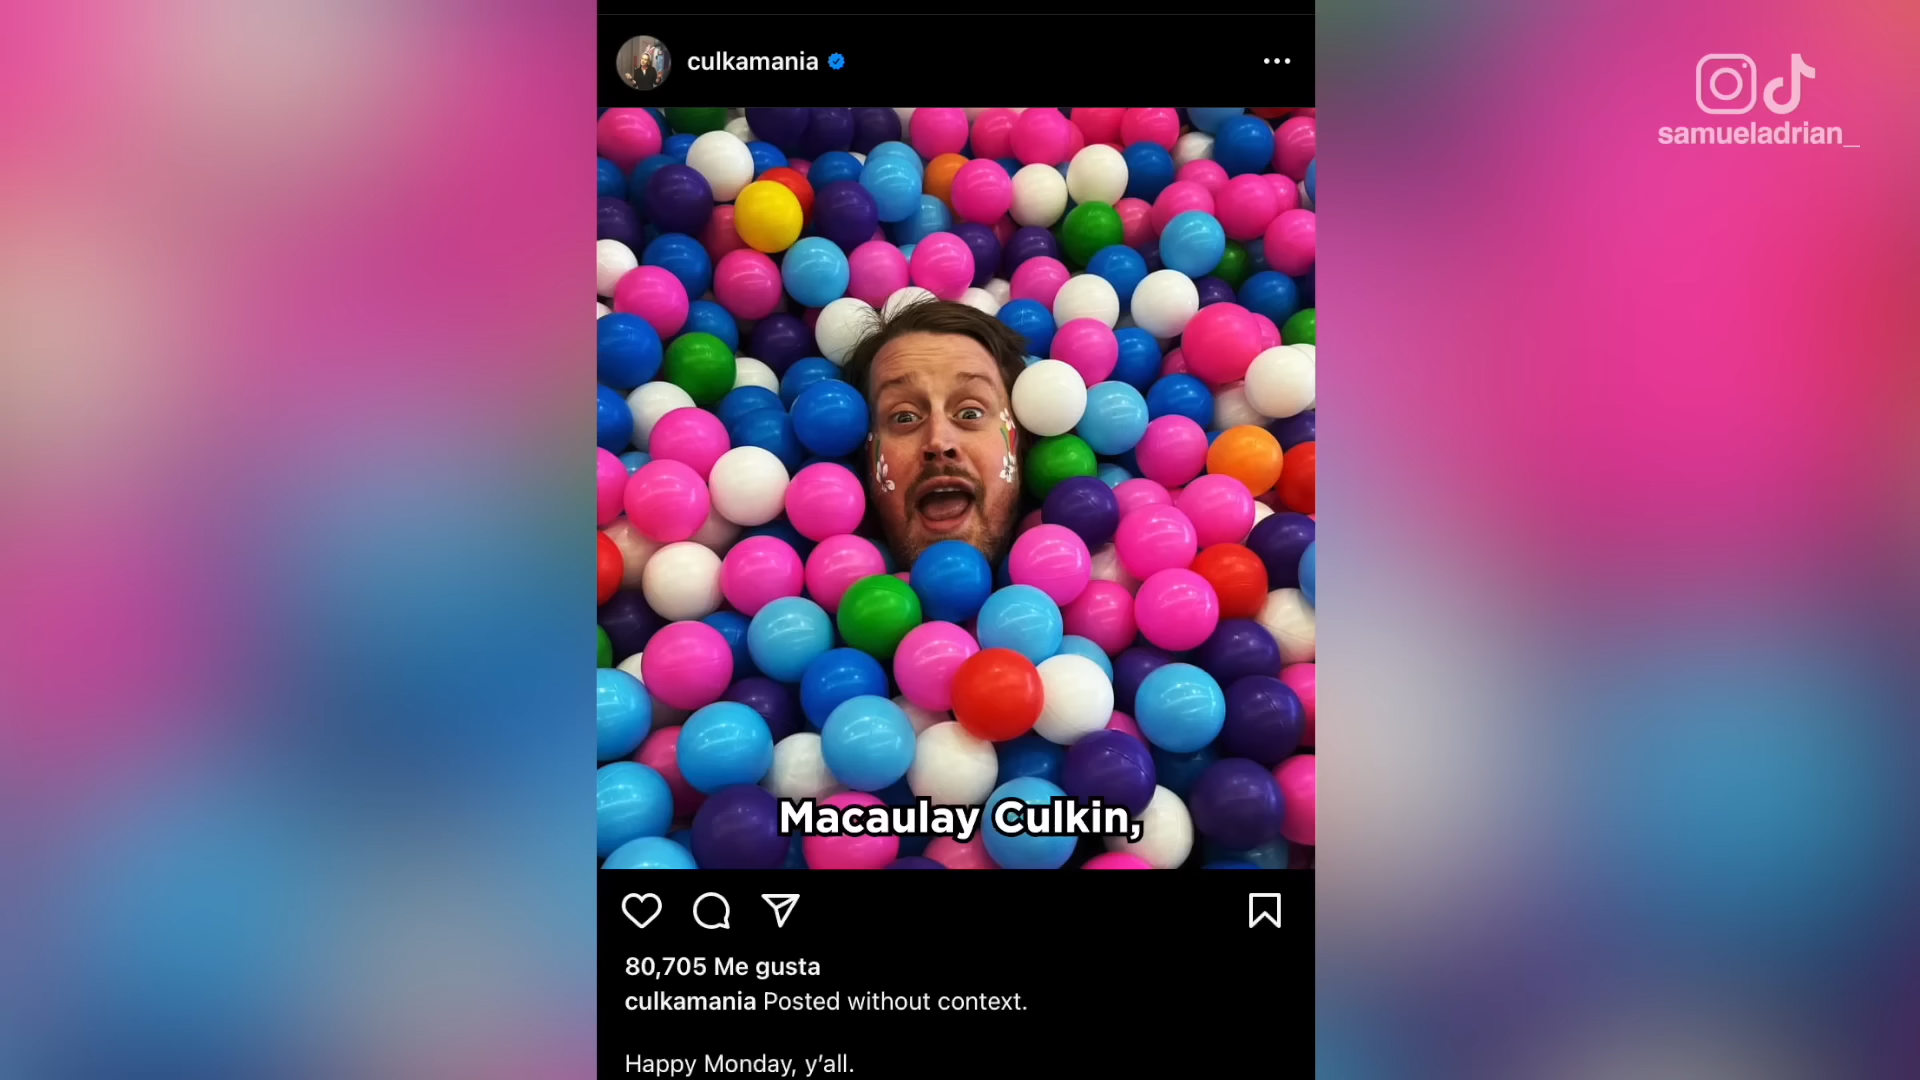 culkamania
samueladrian_
Macaulay Culkin,
80,705 Me gusta
culkamania Posted without context.
Happy Monday, y’all.